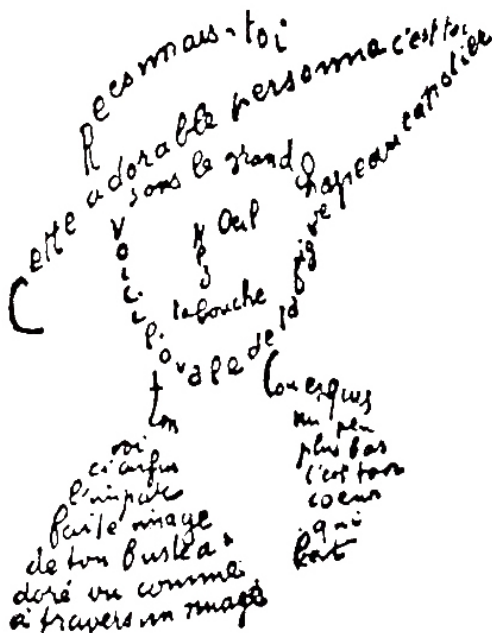 Reconnais-toi
Cette adorable personne c'est toi
sous le grand chapeau canotier
Oeil
Nez
la bouche
Voici l'ovale de ta figure
ton
Cou exquis
voi
ci enfin
l'impar
faite image
de ton buste a
doré vu comme
à travers un nuage
un peu
plus bas
c'est ton
coeur
qui
bat